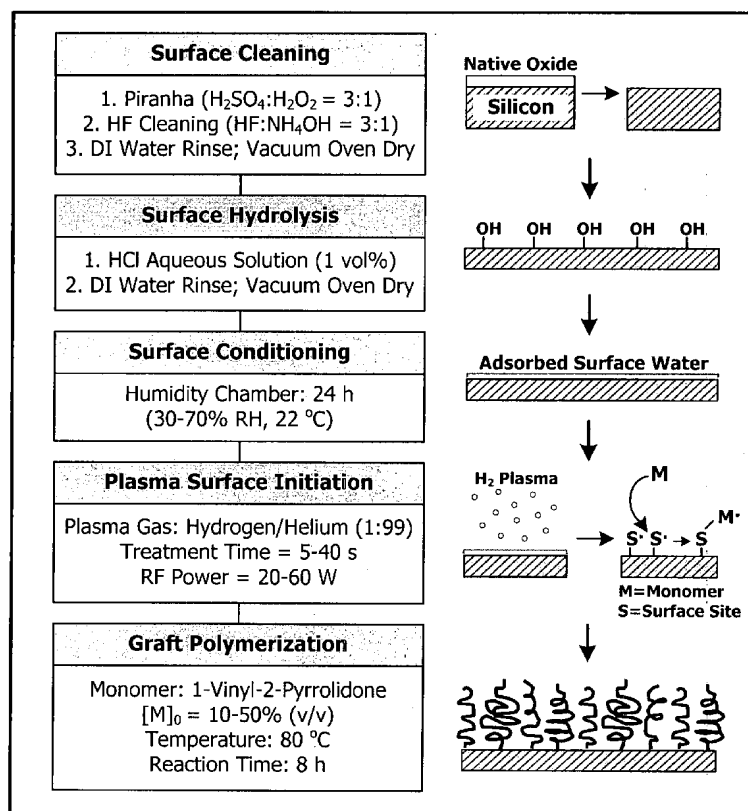 Surface Cleaning
1. Piranha (H₂SO₄:H₂O₂ = 3:1)
2. HF Cleaning (HF:NH₄OH = 3:1)
3. DI Water Rinse; Vacuum Oven Dry
Native Oxide
Silicon
Surface Hydrolysis
1. HCl Aqueous Solution (1 vol%)
2. DI Water Rinse; Vacuum Oven Dry
OH OH OH OH OH
Surface Conditioning
Humidity Chamber: 24 h
(30-70% RH, 22 °C)
Adsorbed Surface Water
Plasma Surface Initiation
Plasma Gas: Hydrogen/Helium (1:99)
Treatment Time = 5-40 s
RF Power = 20-60 W
H₂ Plasma
M
M·
S· S· S
M=Monomer
S=Surface Site
Graft Polymerization
Monomer: 1-Vinyl-2-Pyrrolidone
[M]₀ = 10-50% (v/v)
Temperature: 80 °C
Reaction Time: 8 h